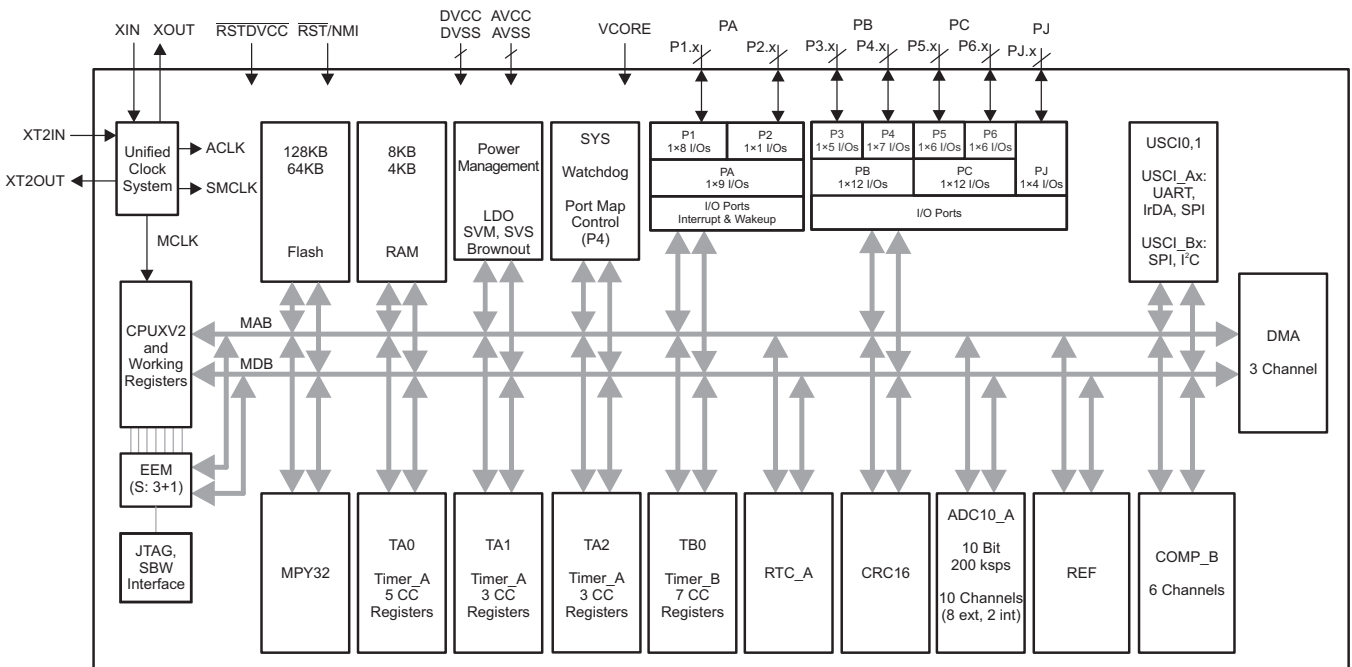 XIN XOUT
RSTDVCC RST/NMI
DVCC
DVSS
AVCC
AVSS
VCORE
PA
P1.x P2.x
PB
P3.x P4.x
PC
P5.x P6.x
PJ
PJ.x
XT2IN
XT2OUT
Unified
Clock
System
ACLK
SMCLK
MCLK
128KB
64KB
Flash
8KB
4KB
RAM
Power
Management
LDO
SVM, SVS
Brownout
SYS
Watchdog
Port Map
Control
(P4)
P1
1×8 I/Os
P2
1×1 I/Os
PA
1×9 I/Os
I/O Ports
Interrupt & Wakeup
P3
1×5 I/Os
P4
1×7 I/Os
P5
1×6 I/Os
P6
1×6 I/Os
PB
1×12 I/Os
PC
1×12 I/Os
PJ
1×4 I/Os
I/O Ports
USCI0,1
USCI_Ax:
UART,
IrDA, SPI
USCI_Bx:
SPI, I²C
CPUXV2
and
Working
Registers
MAB
MDB
DMA
3 Channel
EEM
(S: 3+1)
JTAG,
SBW
Interface
MPY32
TA0
Timer_A
5 CC
Registers
TA1
Timer_A
3 CC
Registers
TA2
Timer_A
3 CC
Registers
TB0
Timer_B
7 CC
Registers
RTC_A
CRC16
ADC10_A
10 Bit
200 ksps
10 Channels
(8 ext, 2 int)
REF
COMP_B
6 Channels